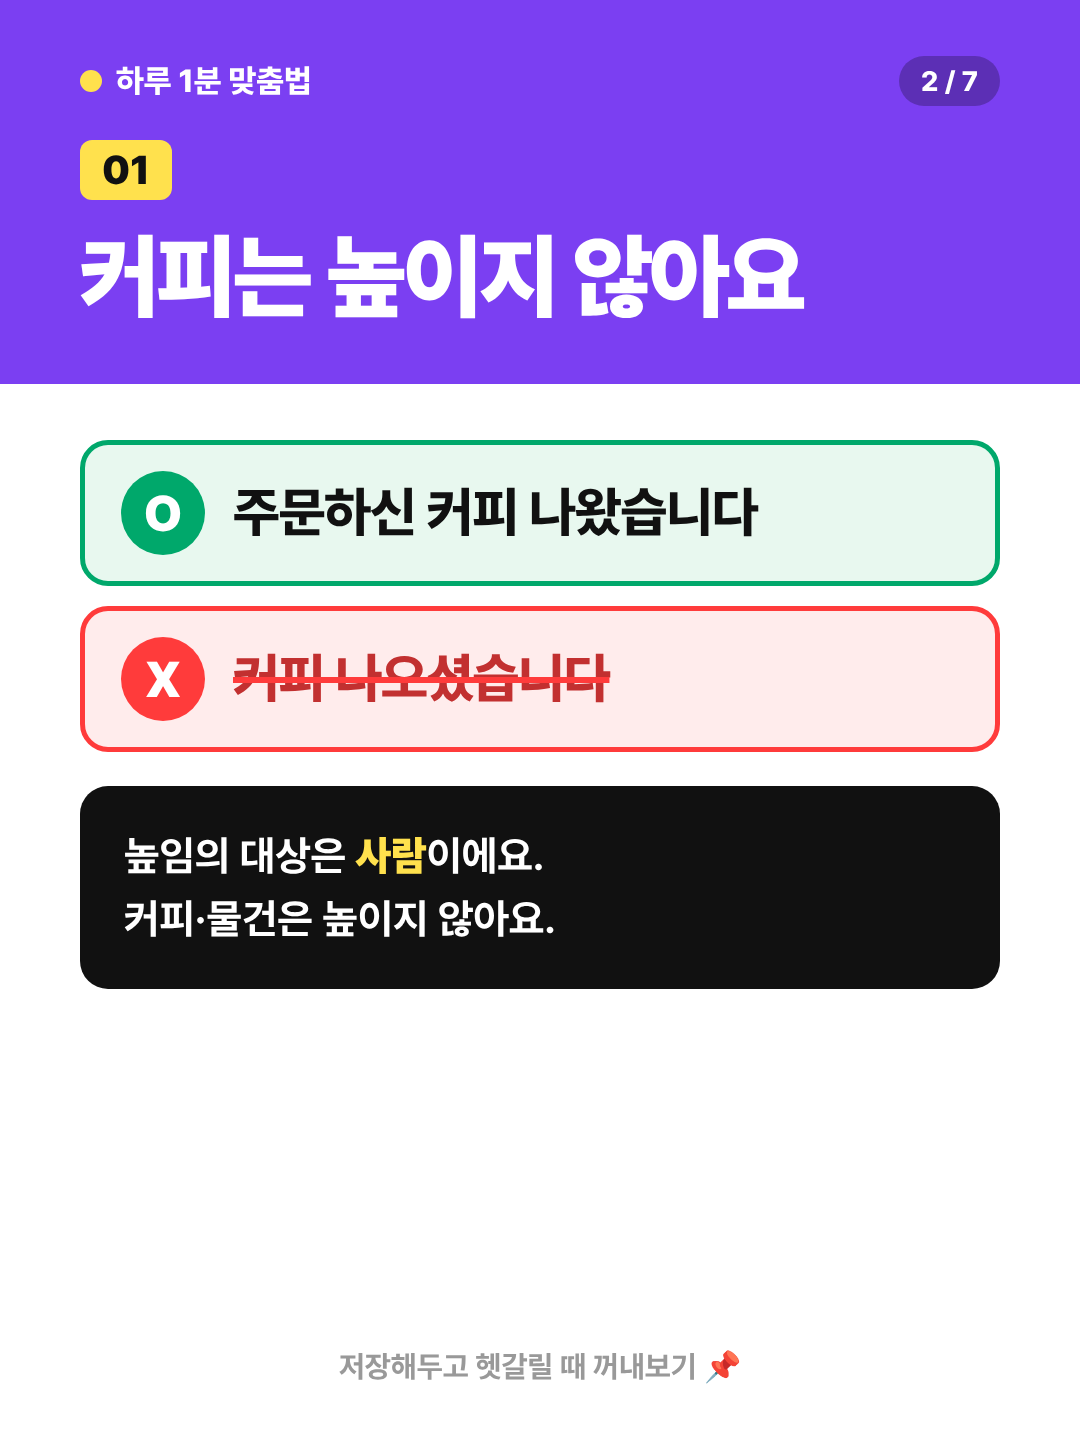 하루 1분 맞춤법
2 / 7
01
커피는 높이지 않아요
O 주문하신 커피 나왔습니다
X 커피 나오셨습니다
높임의 대상은 사람이에요.
커피·물건은 높이지 않아요.
저장해두고 헷갈릴 때 꺼내보기 📌